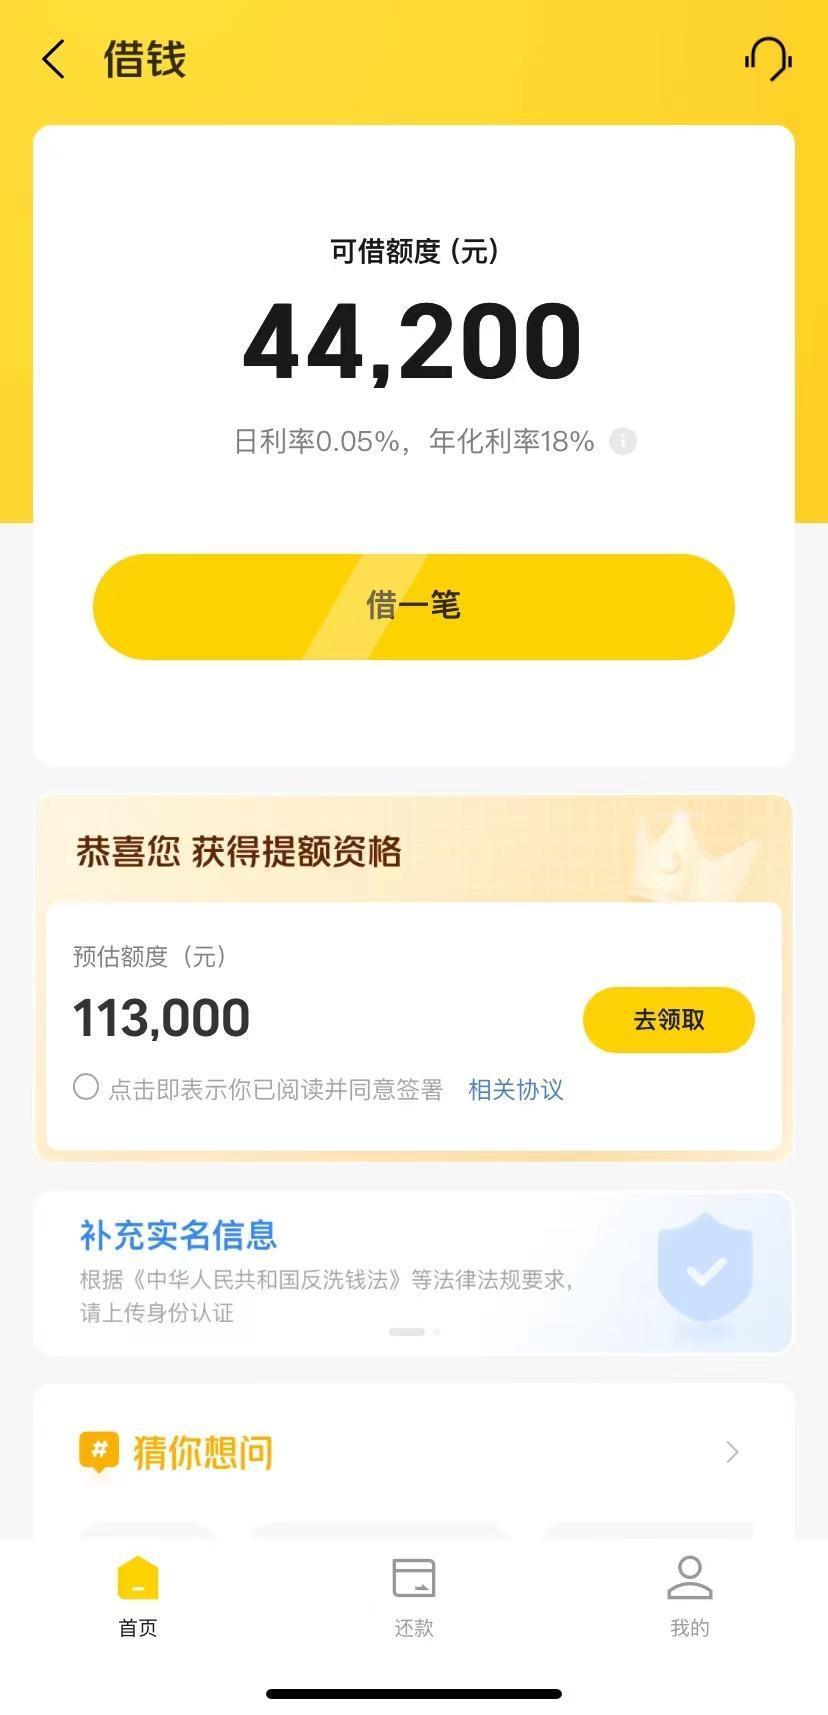 借钱
可借额度 (元)
44,200
日利率0.05%，年化利率18%
借一笔
恭喜您 获得提额资格
预估额度（元）
113,000
去领取
点击即表示你已阅读并同意签署 相关协议
补充实名信息
根据《中华人民共和国反洗钱法》等法律法规要求，
请上传身份认证
# 猜你想问
首页
还款
我的